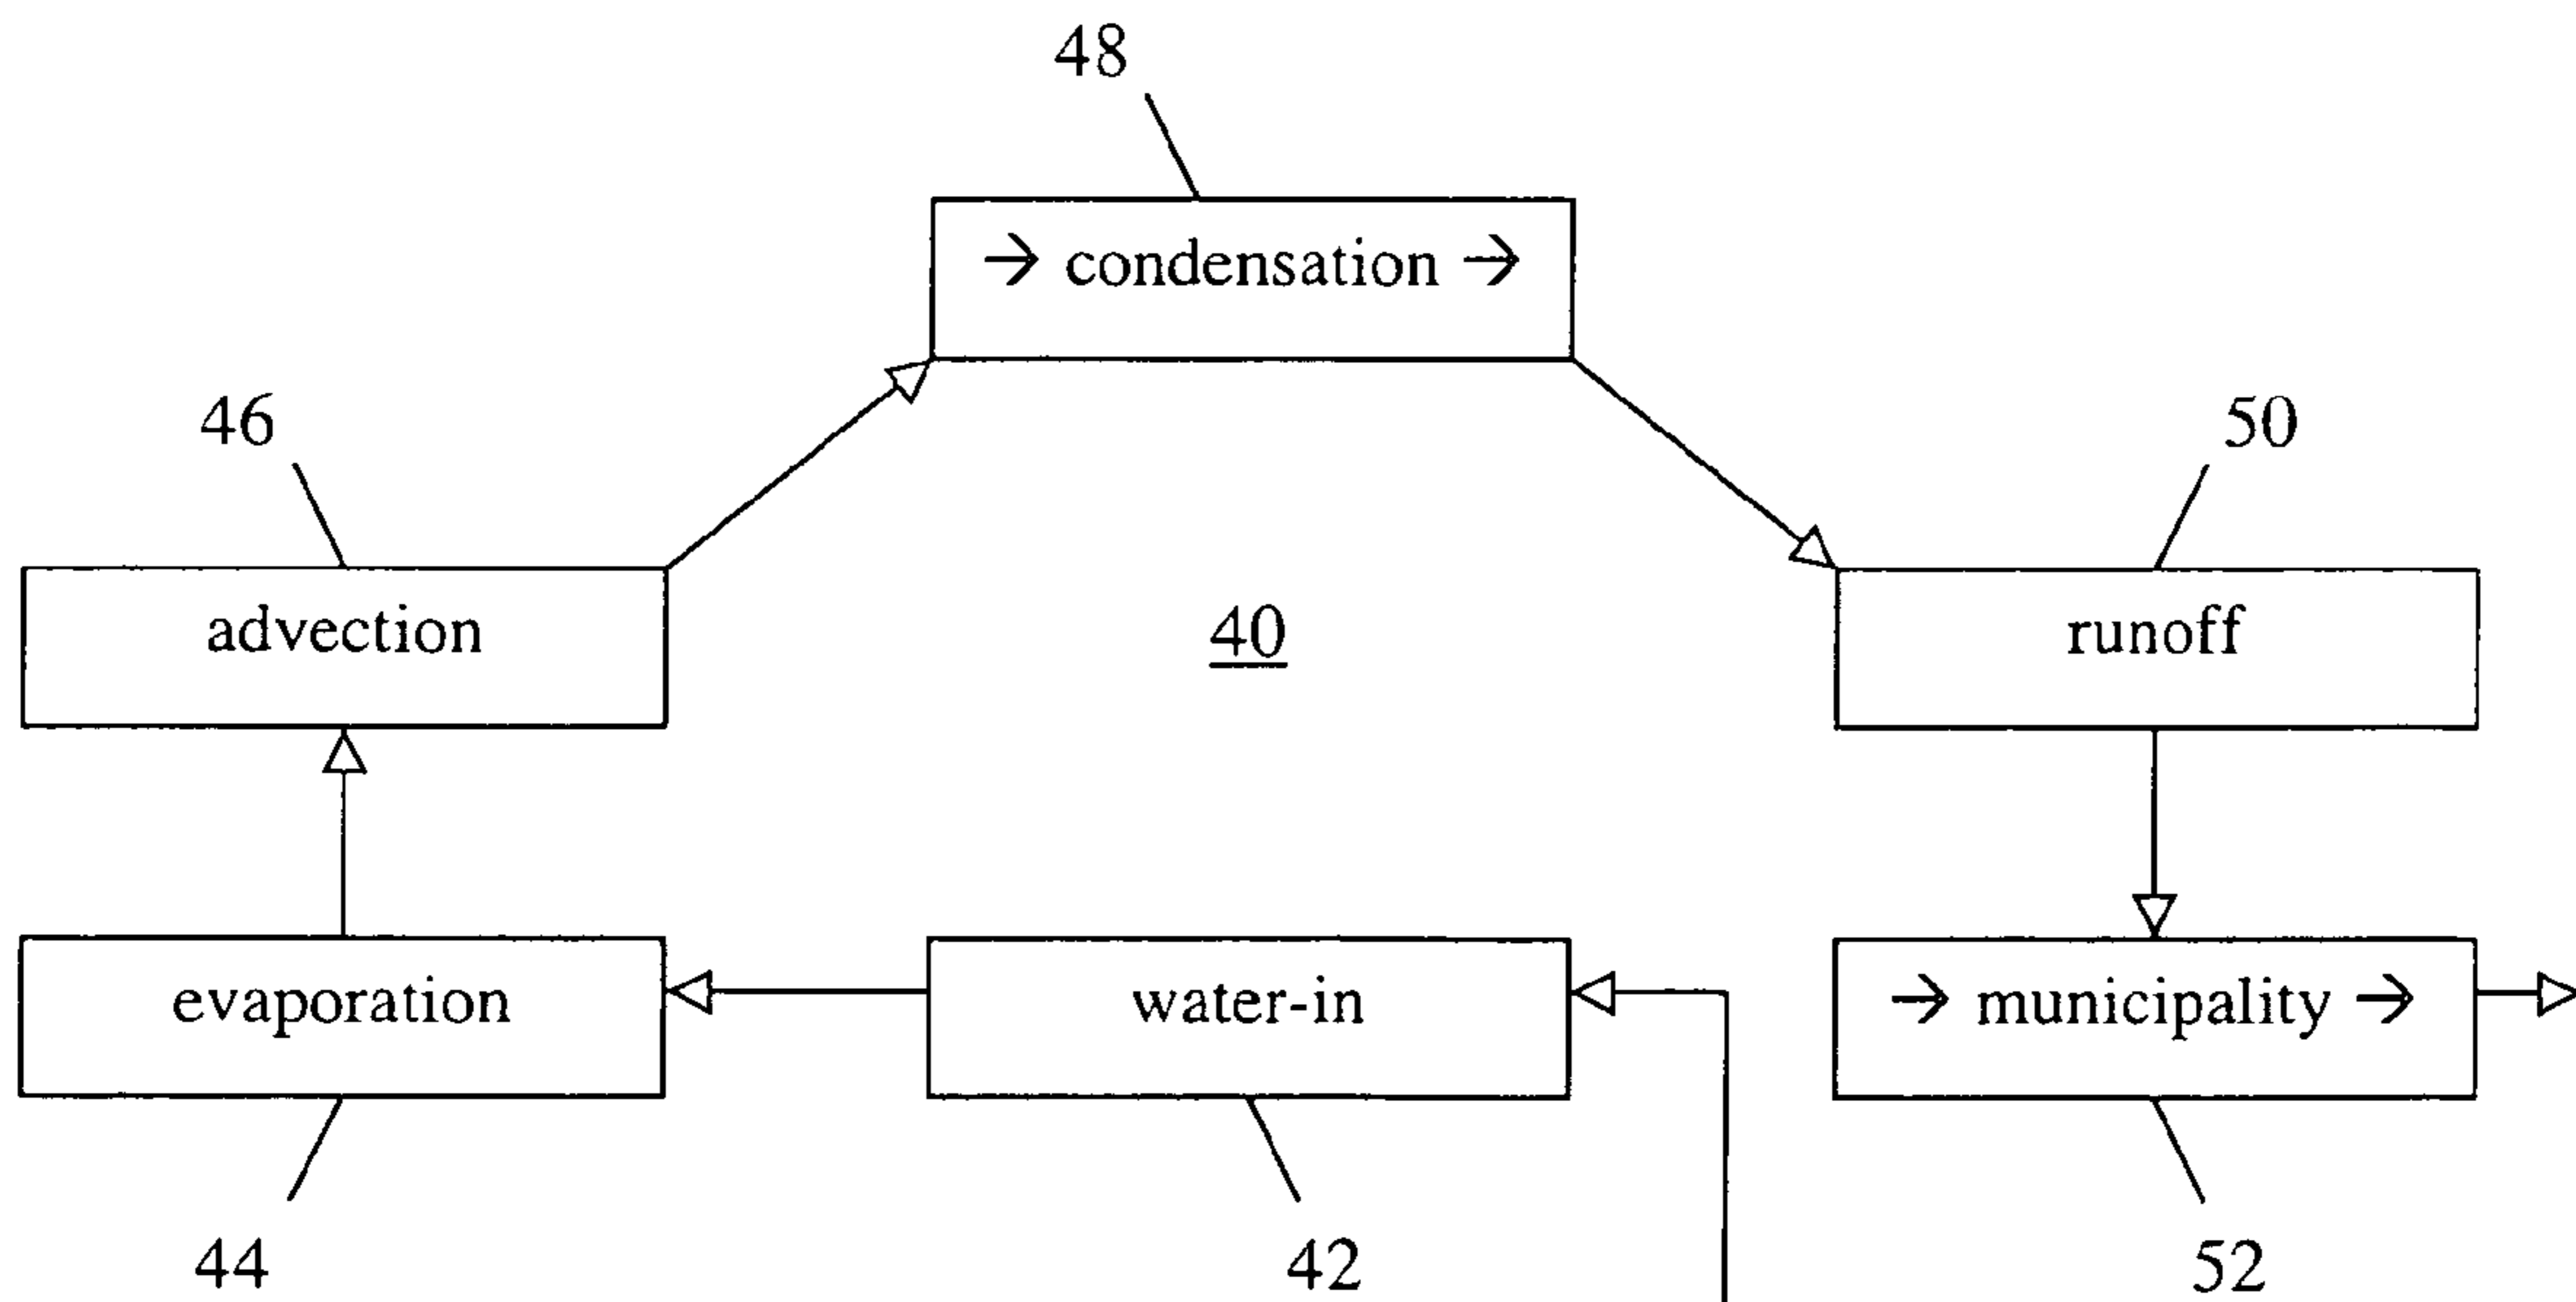 48
→ condensation →
46
50
advection
40
runoff
evaporation
water-in
→ municipality →
44
42
52